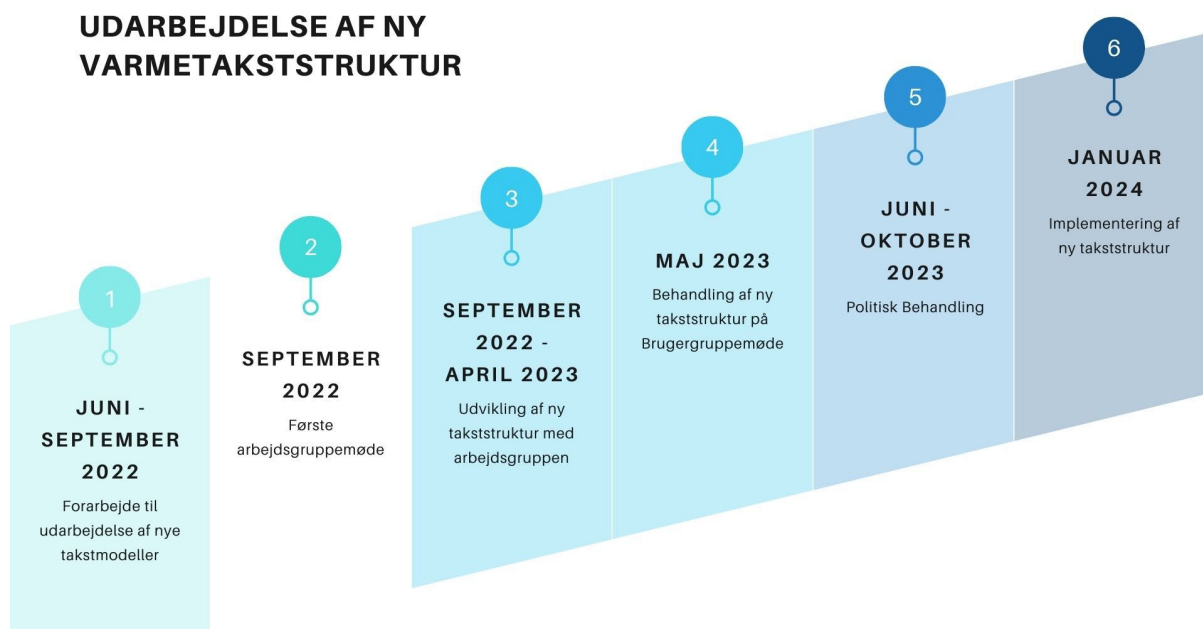 UDARBEJDELSE AF NY
VARMETAKSTSTRUKTUR
1
JUNI -
SEPTEMBER
2022
Forarbejde til
udarbejdelse af nye
takstmodeller
2
SEPTEMBER
2022
Første
arbejdsgruppemøde
3
SEPTEMBER
2022 -
APRIL 2023
Udvikling af ny
takststruktur med
arbejdsgruppen
4
MAJ 2023
Behandling af ny
takststruktur på
Brugergruppemøde
5
JUNI -
OKTOBER
2023
Politisk Behandling
6
JANUAR
2024
Implementering af
ny takststruktur